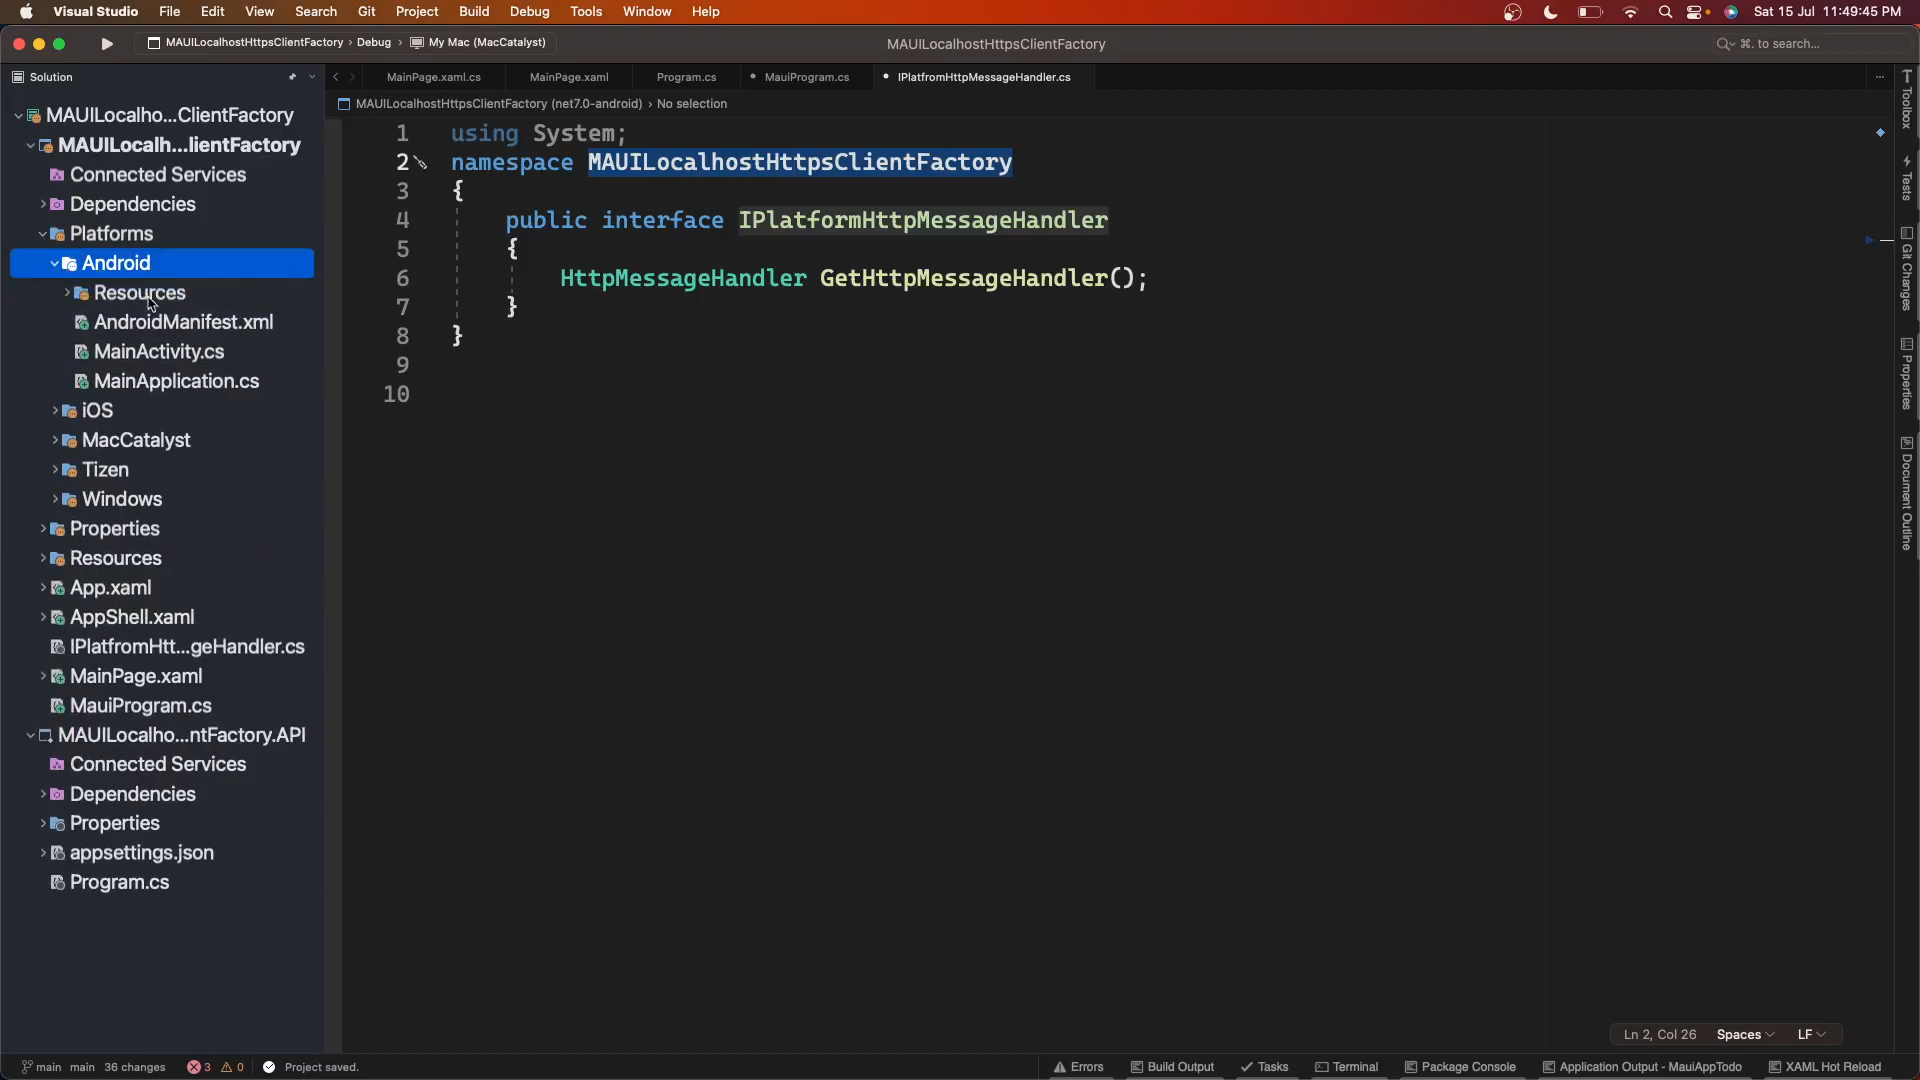 Visual Studio File Edit View Search Git Project Build Debug Tools Window Help Sat 15 Jul 11:49:45 PM
MAUILocalhostHttpsClientFactory › Debug › My Mac (MacCatalyst) MAUILocalhostHttpsClientFactory ⌘. to search...
Solution
MAUILocalho...ClientFactory
MAUILocalh...lientFactory
Connected Services
Dependencies
Platforms
Android
Resources
AndroidManifest.xml
MainActivity.cs
MainApplication.cs
iOS
MacCatalyst
Tizen
Windows
Properties
Resources
App.xaml
AppShell.xaml
IPlatfromHtt...geHandler.cs
MainPage.xaml
MauiProgram.cs
MAUILocalho...ntFactory.API
Connected Services
Dependencies
Properties
appsettings.json
Program.cs
MainPage.xaml.cs MainPage.xaml Program.cs MauiProgram.cs IPlatfromHttpMessageHandler.cs
MAUILocalhostHttpsClientFactory (net7.0-android) › No selection
1 using System;
2 namespace MAUILocalhostHttpsClientFactory
3 {
4 public interface IPlatformHttpMessageHandler
5 {
6 HttpMessageHandler GetHttpMessageHandler();
7 }
8 }
9
10
Toolbox
Tests
Git Changes
Properties
Document Outline
Ln 2, Col 26 Spaces LF
main main 36 changes 3 0 Project saved. Errors Build Output Tasks Terminal Package Console Application Output - MauiAppTodo XAML Hot Reload